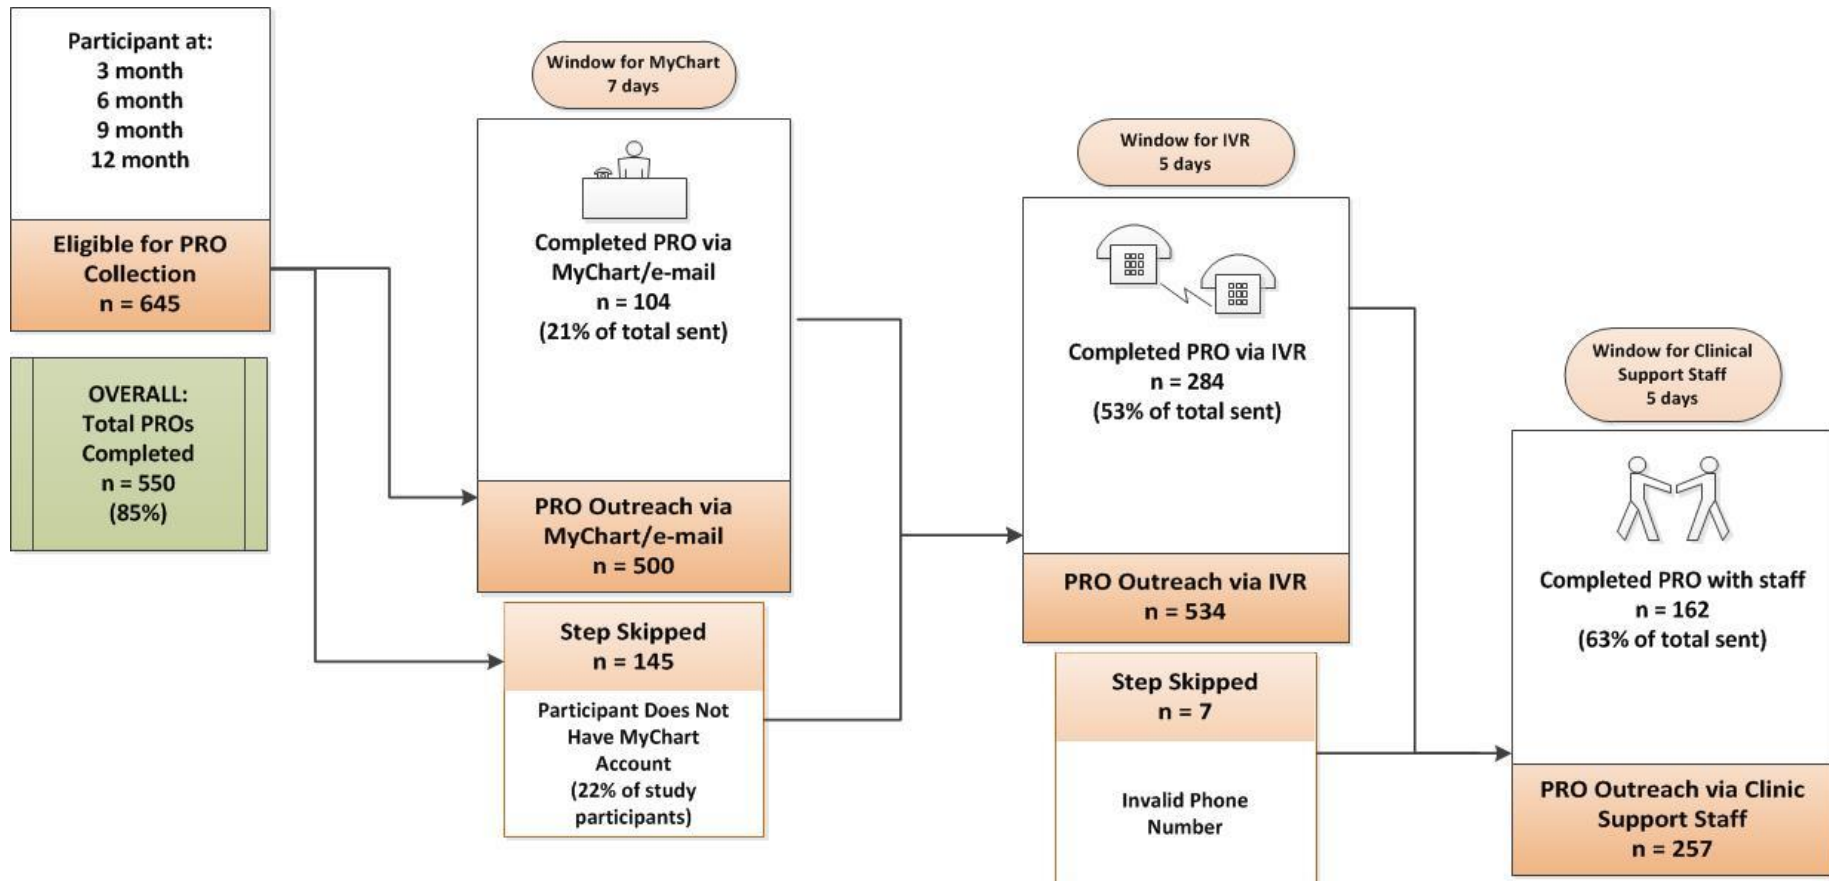 Participant at:
3 month
6 month
9 month
12 month
Eligible for PRO
Collection
n = 645
OVERALL:
Total PROs
Completed
n = 550
(85%)
Window for MyChart
7 days
Completed PRO via
MyChart/e-mail
n = 104
(21% of total sent)
PRO Outreach via
MyChart/e-mail
n = 500
Step Skipped
n = 145
Participant Does Not
Have MyChart
Account
(22% of study
participants)
Window for IVR
5 days
Completed PRO via IVR
n = 284
(53% of total sent)
PRO Outreach via IVR
n = 534
Step Skipped
n = 7
Invalid Phone
Number
Window for Clinical
Support Staff
5 days
Completed PRO with staff
n = 162
(63% of total sent)
PRO Outreach via Clinic
Support Staff
n = 257